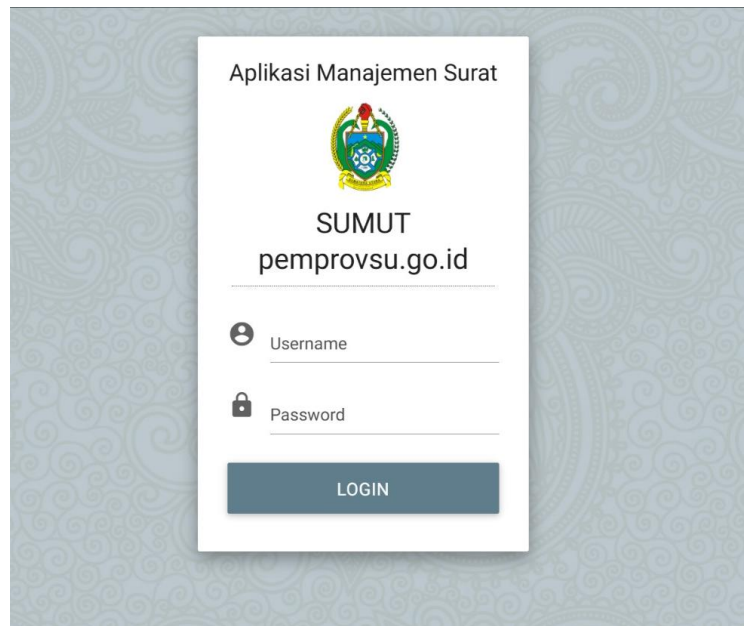 Aplikasi Manajemen Surat
SUMUT
pemprovsu.go.id
Username
Password
LOGIN